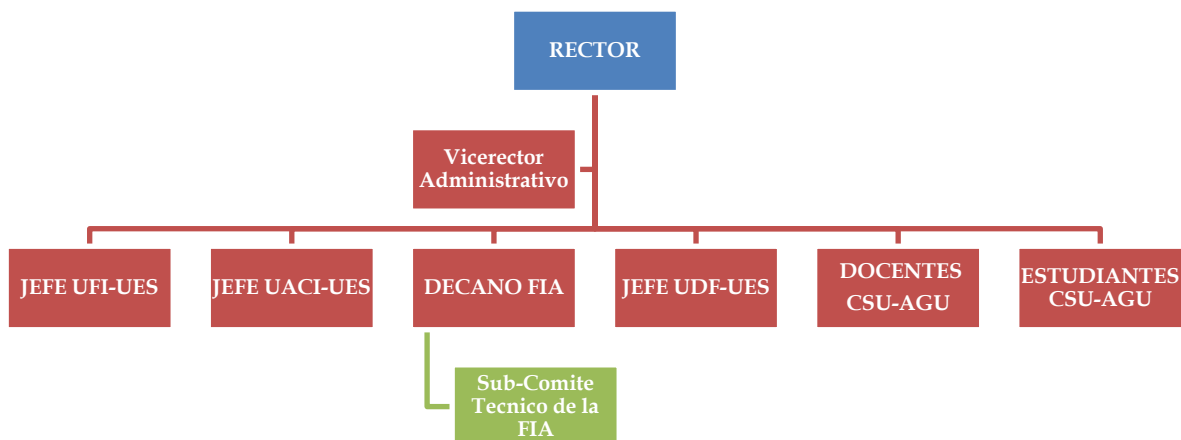 RECTOR
Vicerector
Administrativo
JEFE UFI-UES
JEFE UACI-UES
DECANO FIA
JEFE UDF-UES
DOCENTES
CSU-AGU
ESTUDIANTES
CSU-AGU
Sub-Comite
Tecnico de la
FIA